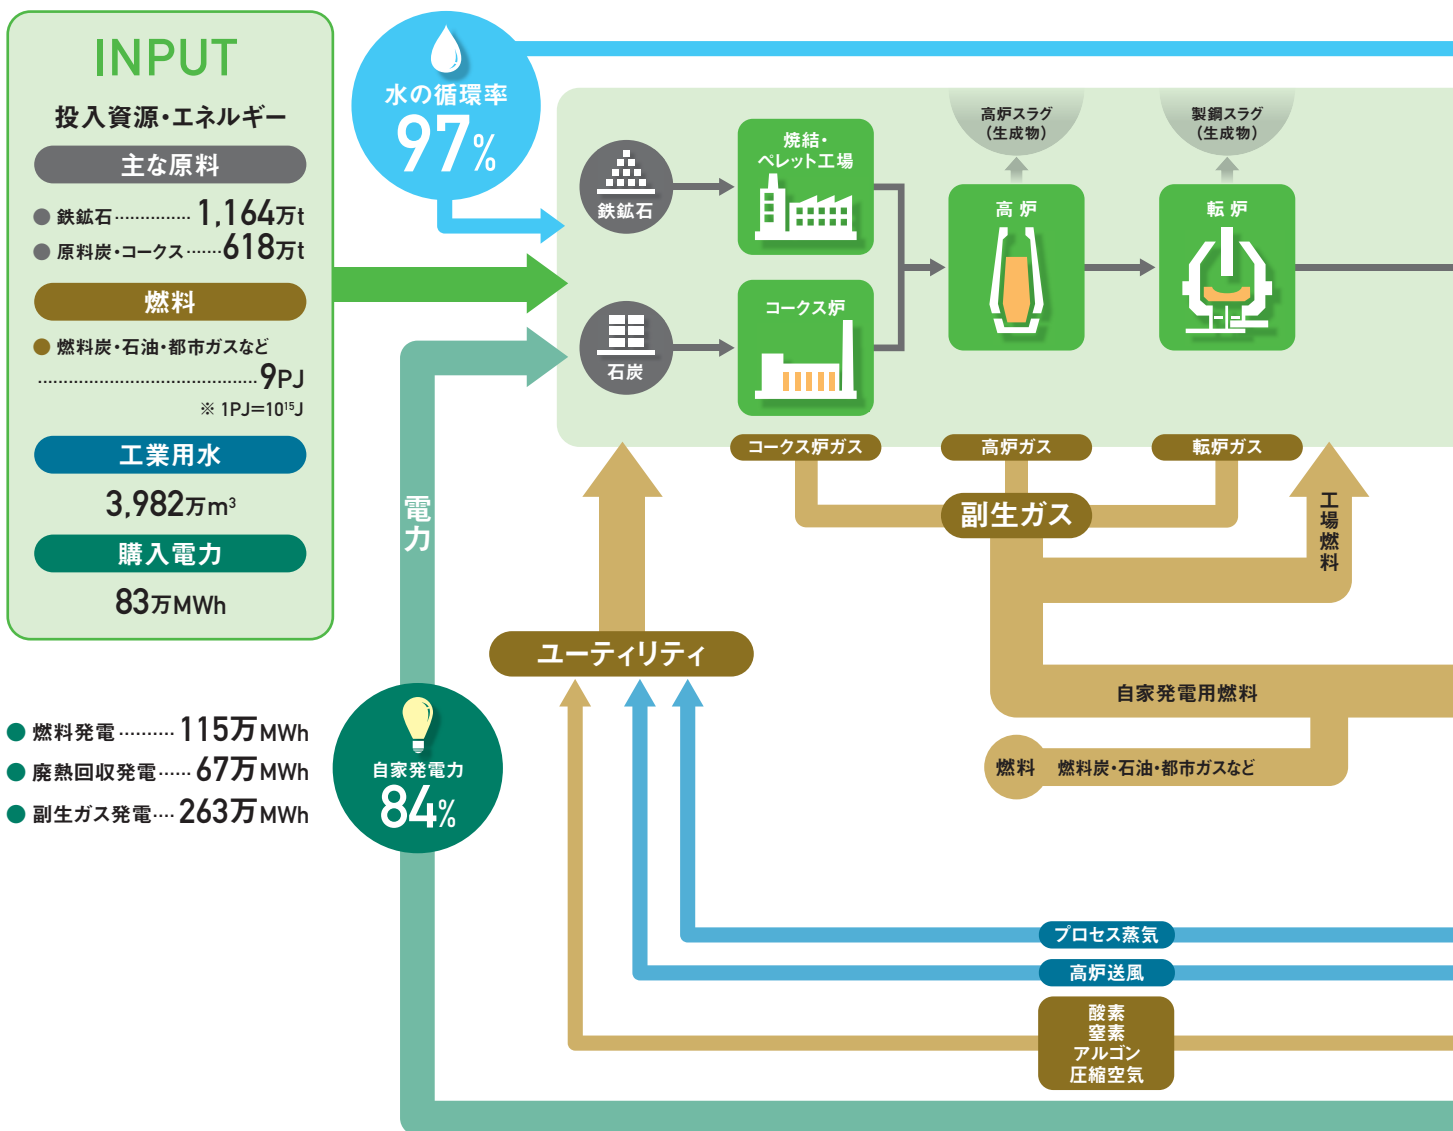 INPUT
投入資源・エネルギー
主な原料
鉄鉱石 1,164万t
原料炭・コークス 618万t
燃料
燃料炭・石油・都市ガスなど
9PJ
※ 1PJ=10¹⁵J
工業用水
3,982万m³
購入電力
83万MWh
燃料発電 115万MWh
廃熱回収発電 67万MWh
副生ガス発電 263万MWh
水の循環率
97%
電力
自家発電力
84%
鉄鉱石
石炭
焼結・
ペレット工場
コークス炉
高炉スラグ
(生成物)
高炉
製鋼スラグ
(生成物)
転炉
コークス炉ガス
高炉ガス
転炉ガス
副生ガス
工場燃料
ユーティリティ
自家発電用燃料
燃料
燃料炭・石油・都市ガスなど
プロセス蒸気
高炉送風
酸素
窒素
アルゴン
圧縮空気